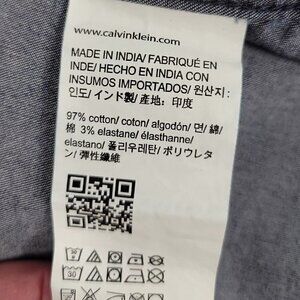 www.calvinklein.com
MADE IN INDIA/ FABRIQUÉ EN
INDE/ HECHO EN INDIA CON
INSUMOS IMPORTADOS/ 원산지:
인도/ インド製/ 產地: 印度
97% cotton/ coton/ algodón/ 면/ 綿/
棉 3% elastane/ élasthanne/
elastano/ 폴리우레탄/ ポリウレタ
ン/ 彈性纖維